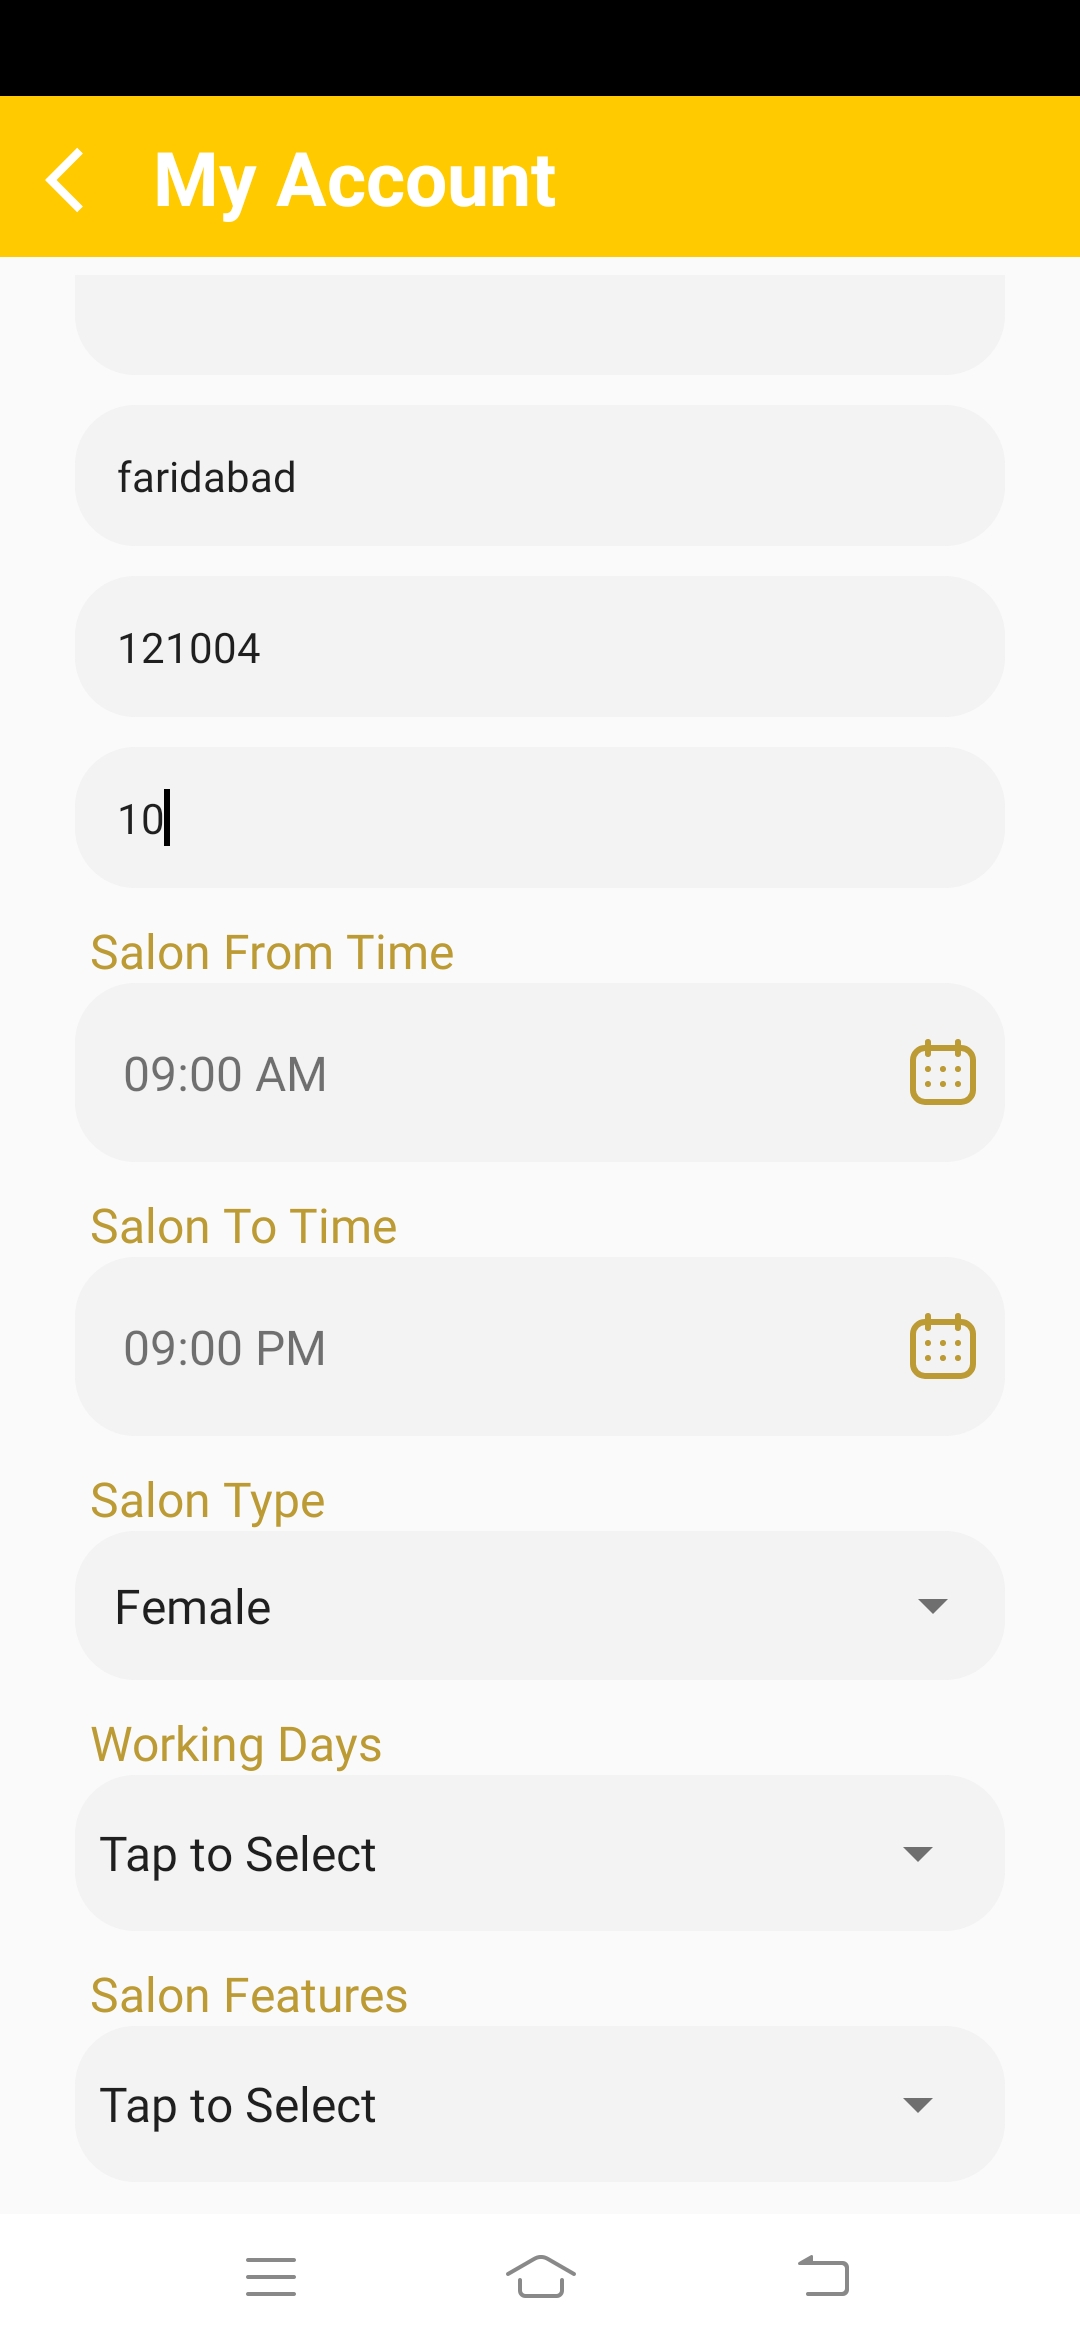 My Account
faridabad
121004
10
Salon From Time
09:00 AM
Salon To Time
09:00 PM
Salon Type
Female
Working Days
Tap to Select
Salon Features
Tap to Select